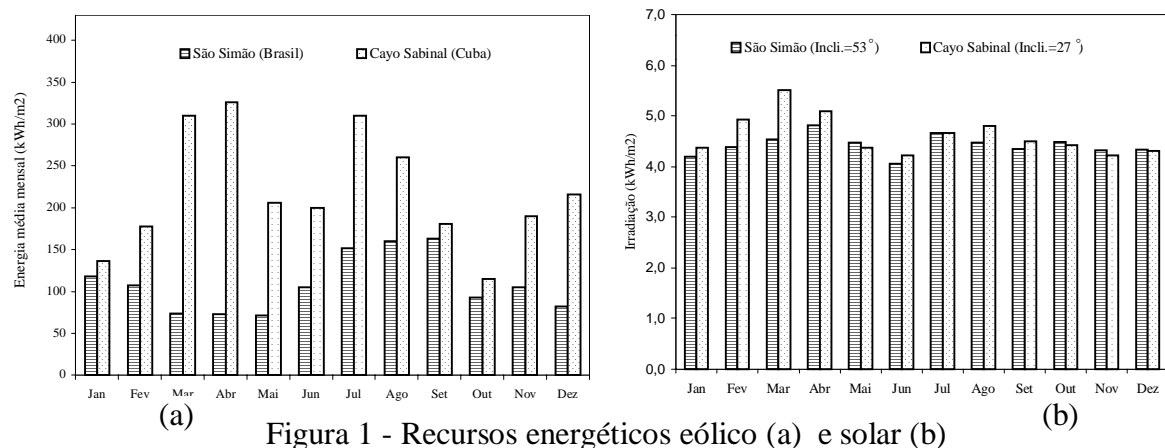 Energia média mensal (kWh/m2)
400
350
300
250
200
150
100
50
0
São Simão (Brasil) Cayo Sabinal (Cuba)
Jan Fev Mar Abr Mai Jun Jul Ago Set Out Nov Dez
(a)
Irradiação (kWh/m2)
7,0
6,0
5,0
4,0
3,0
2,0
1,0
0,0
São Simão (Incli.=53°) Cayo Sabinal (Incli.=27°)
Jan Fev Mar Abr Mai Jun Jul Ago Set Out Nov Dez
(b)
Figura 1 - Recursos energéticos eólico (a) e solar (b)